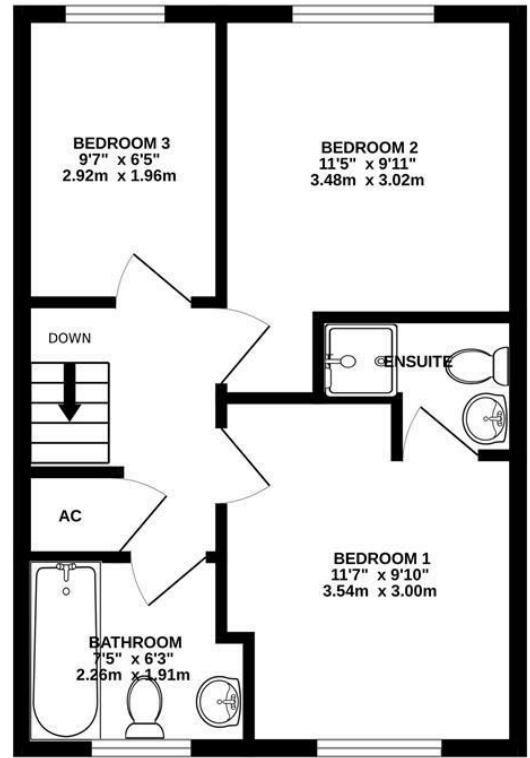 BEDROOM 3
9'7" x 6'5"
2.92m x 1.96m
BEDROOM 2
11'5" x 9'11"
3.48m x 3.02m
DOWN
ENSUITE
AC
BEDROOM 1
11'7" x 9'10"
3.54m x 3.00m
BATHROOM
7'5" x 6'3"
2.26m x 1.91m